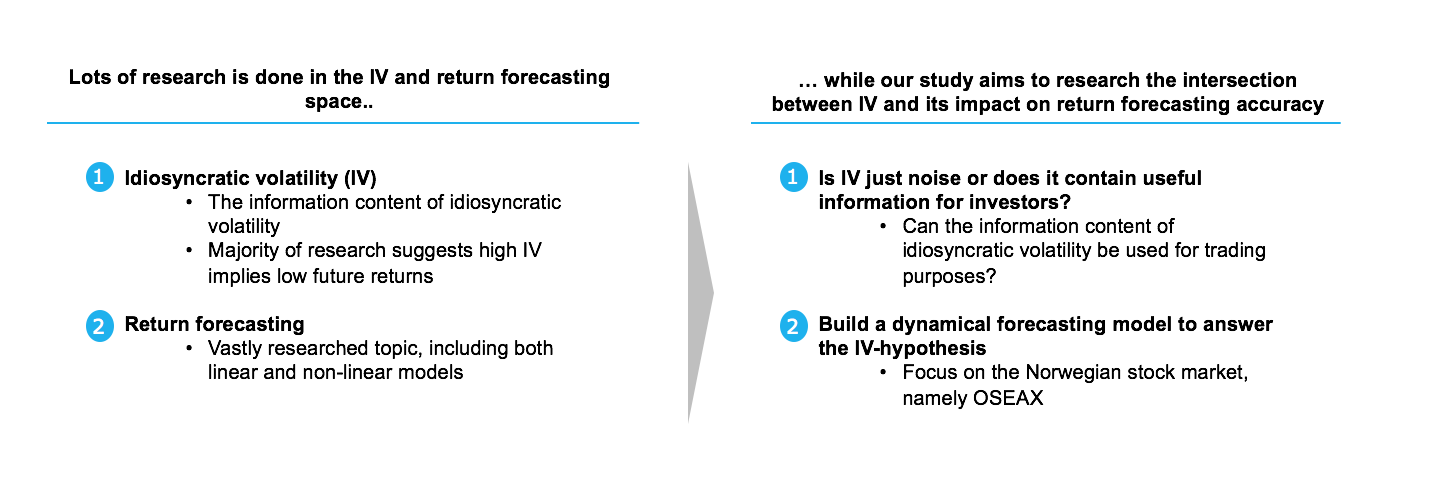 Lots of research is done in the IV and return forecasting
space..
1 Idiosyncratic volatility (IV)
• The information content of idiosyncratic
volatility
• Majority of research suggests high IV
implies low future returns
2 Return forecasting
• Vastly researched topic, including both
linear and non-linear models
... while our study aims to research the intersection
between IV and its impact on return forecasting accuracy
1 Is IV just noise or does it contain useful
information for investors?
• Can the information content of
idiosyncratic volatility be used for trading
purposes?
2 Build a dynamical forecasting model to answer
the IV-hypothesis
• Focus on the Norwegian stock market,
namely OSEAX